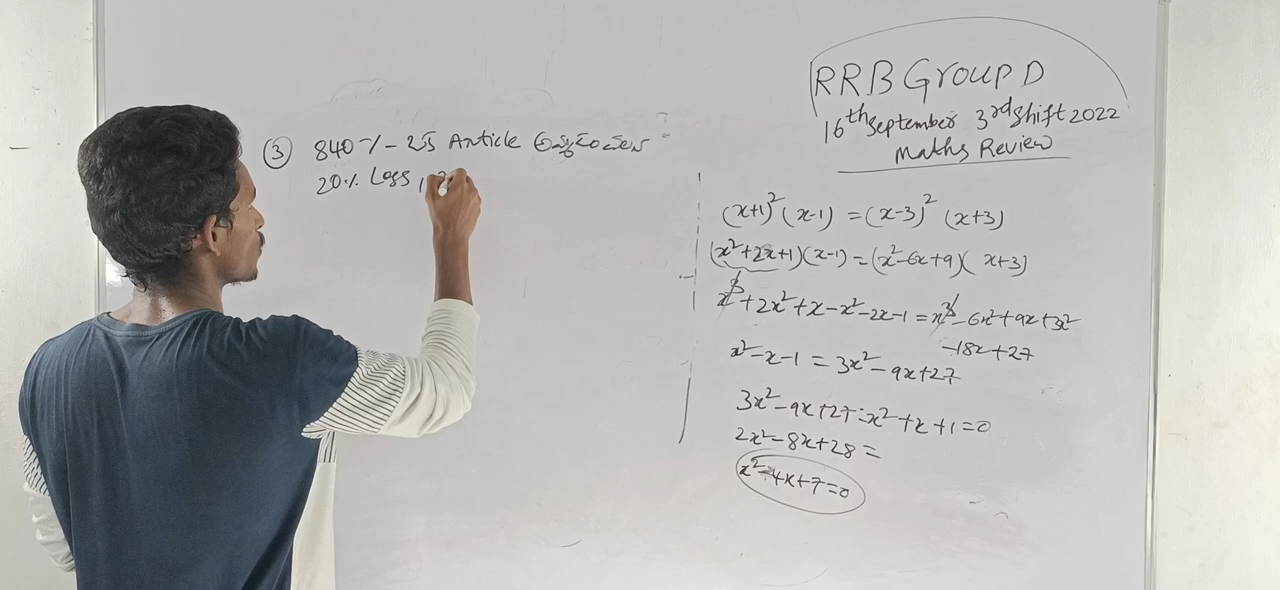 RRB Group D
16th September 3rd Shift 2022
Maths Review
③ 840/- ఒక Article
20% Loss,
(x+1)² (x-1) = (x-3)² (x+3)
(x²+2x+1)(x-1) = (x²-6x+9)(x+3)
x³+2x²+x-x²-2x-1 = x³-6x²+9x+3x²
-18x+27
x²-x-1 = 3x²-9x+27
3x²-9x+27-x²+x+1=0
2x²-8x+28=
x²-4x+7=0